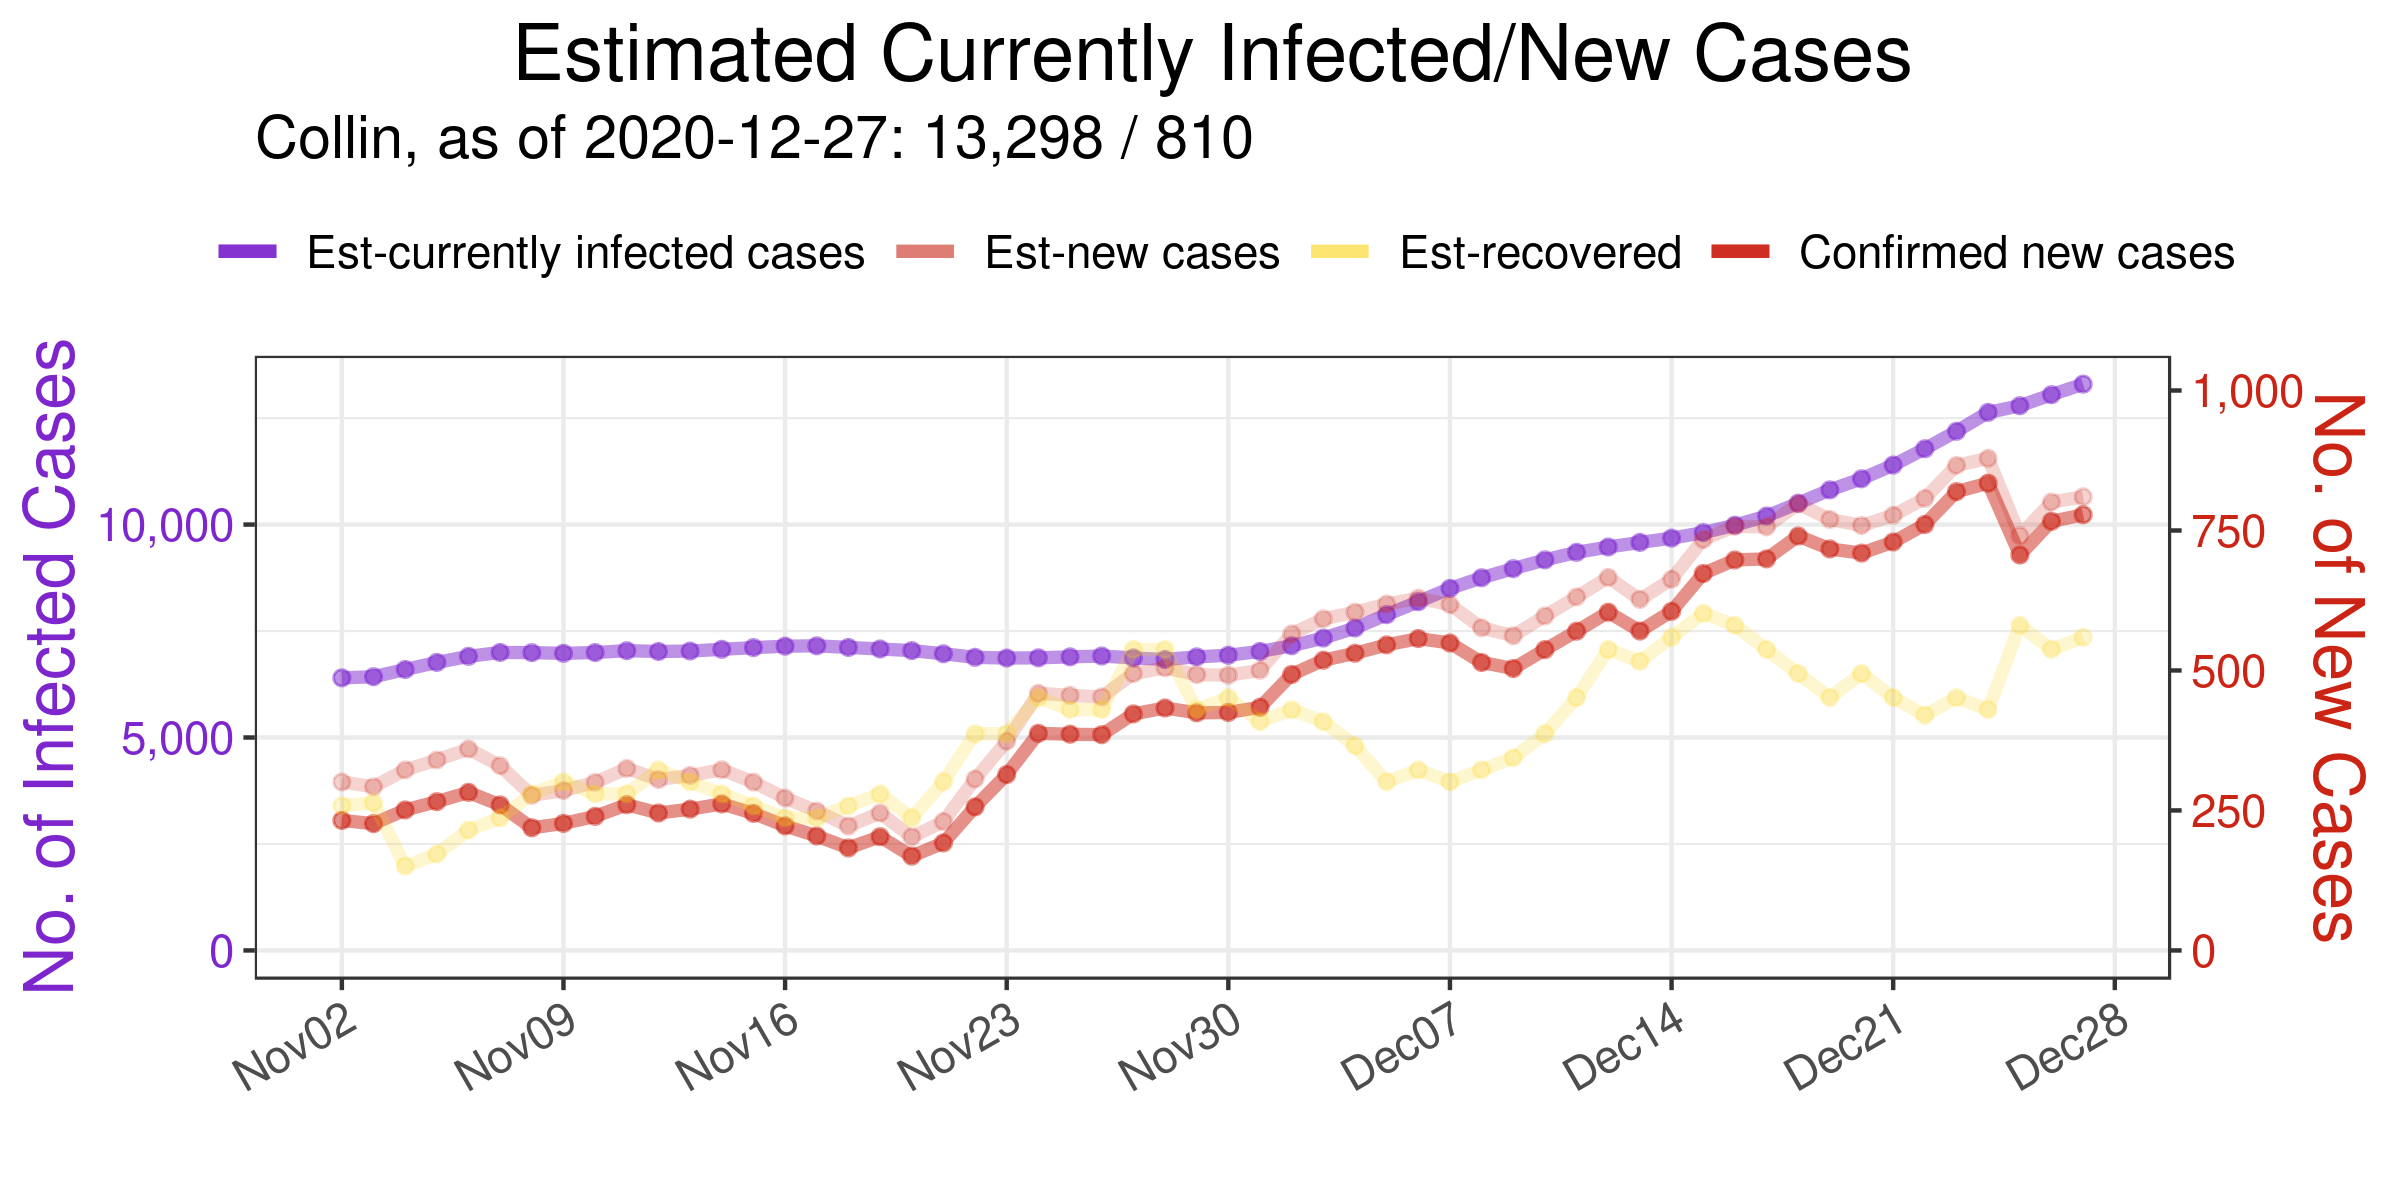 Estimated Currently Infected/New Cases
Collin, as of 2020-12-27: 13,298 / 810
Est-currently infected cases Est-new cases Est-recovered Confirmed new cases
No. of Infected Cases
10,000
5,000
0
1,000
750
500
250
0
No. of New Cases
Nov02 Nov09 Nov16 Nov23 Nov30 Dec07 Dec14 Dec21 Dec28